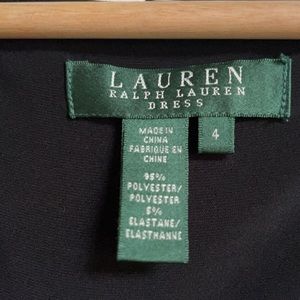 LAUREN
RALPH LAUREN
DRESS
MADE IN
CHINA
FABRIQUE EN
CHINE
4
95%
POLYESTER/
POLYESTER
5%
ELASTANE/
ELASTHANNE